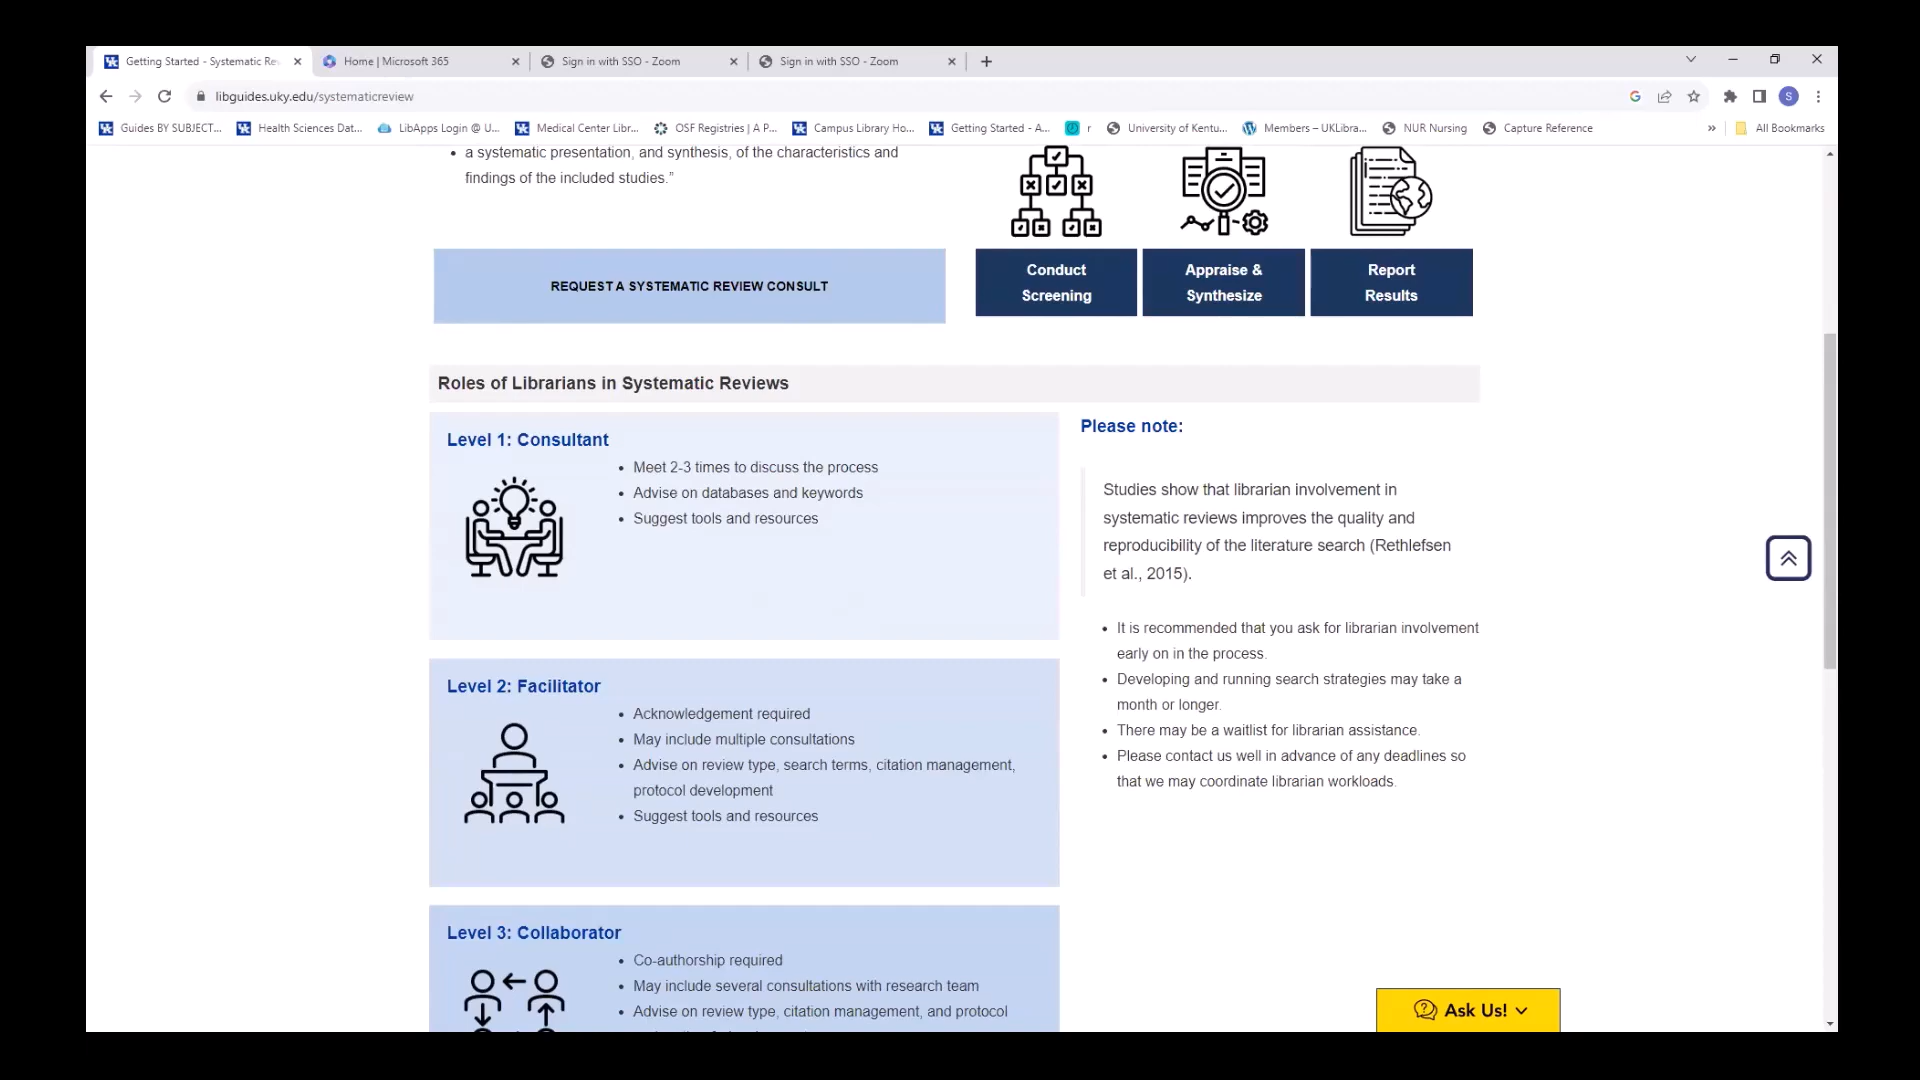 Getting Started - Systematic Re
Home | Microsoft 365
Sign in with SSO - Zoom
Sign in with SSO - Zoom
libguides.uky.edu/systematicreview
S
Guides BY SUBJECT...
Health Sciences Dat...
LibApps Login @ U...
Medical Center Libr...
OSF Registries | A P...
Campus Library Ho...
Getting Started - A...
r
University of Kentu...
Members – UKLibra...
NUR Nursing
Capture Reference
All Bookmarks
• a systematic presentation, and synthesis, of the characteristics and
findings of the included studies.”
REQUEST A SYSTEMATIC REVIEW CONSULT
Conduct
Screening
Appraise &
Synthesize
Report
Results
Roles of Librarians in Systematic Reviews
Level 1: Consultant
• Meet 2-3 times to discuss the process
• Advise on databases and keywords
• Suggest tools and resources
Level 2: Facilitator
• Acknowledgement required
• May include multiple consultations
• Advise on review type, search terms, citation management,
protocol development
• Suggest tools and resources
Level 3: Collaborator
• Co-authorship required
• May include several consultations with research team
• Advise on review type, citation management, and protocol
Please note:
Studies show that librarian involvement in
systematic reviews improves the quality and
reproducibility of the literature search (Rethlefsen
et al., 2015).
• It is recommended that you ask for librarian involvement
early on in the process.
• Developing and running search strategies may take a
month or longer.
• There may be a waitlist for librarian assistance.
• Please contact us well in advance of any deadlines so
that we may coordinate librarian workloads.
Ask Us!